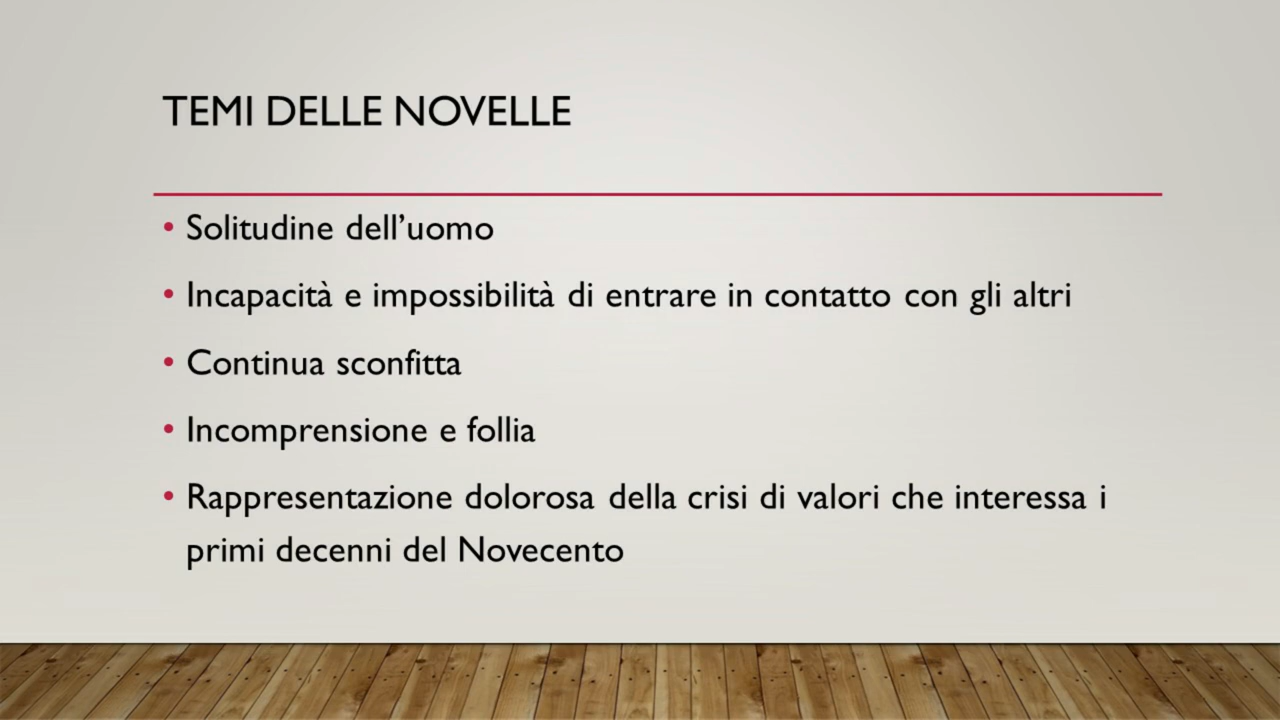 TEMI DELLE NOVELLE
• Solitudine dell’uomo
• Incapacità e impossibilità di entrare in contatto con gli altri
• Continua sconfitta
• Incomprensione e follia
• Rappresentazione dolorosa della crisi di valori che interessa i
primi decenni del Novecento